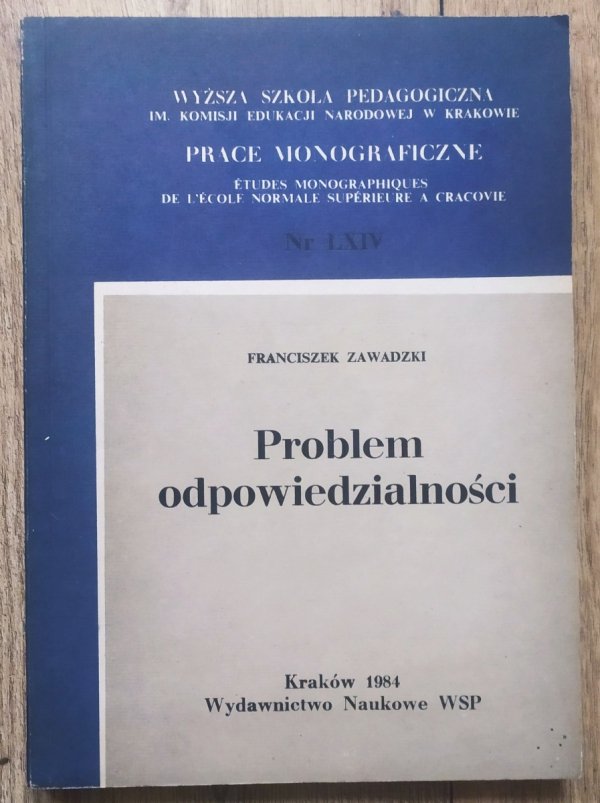 WYŻSZA SZKOŁA PEDAGOGICZNA
IM. KOMISJI EDUKACJI NARODOWEJ W KRAKOWIE
PRACE MONOGRAFICZNE
ÉTUDES MONOGRAPHIQUES
DE L'ÉCOLE NORMALE SUPÉRIEURE A CRACOVIE
Nr LXIV
FRANCISZEK ZAWADZKI
Problem
odpowiedzialności
Kraków 1984
Wydawnictwo Naukowe WSP